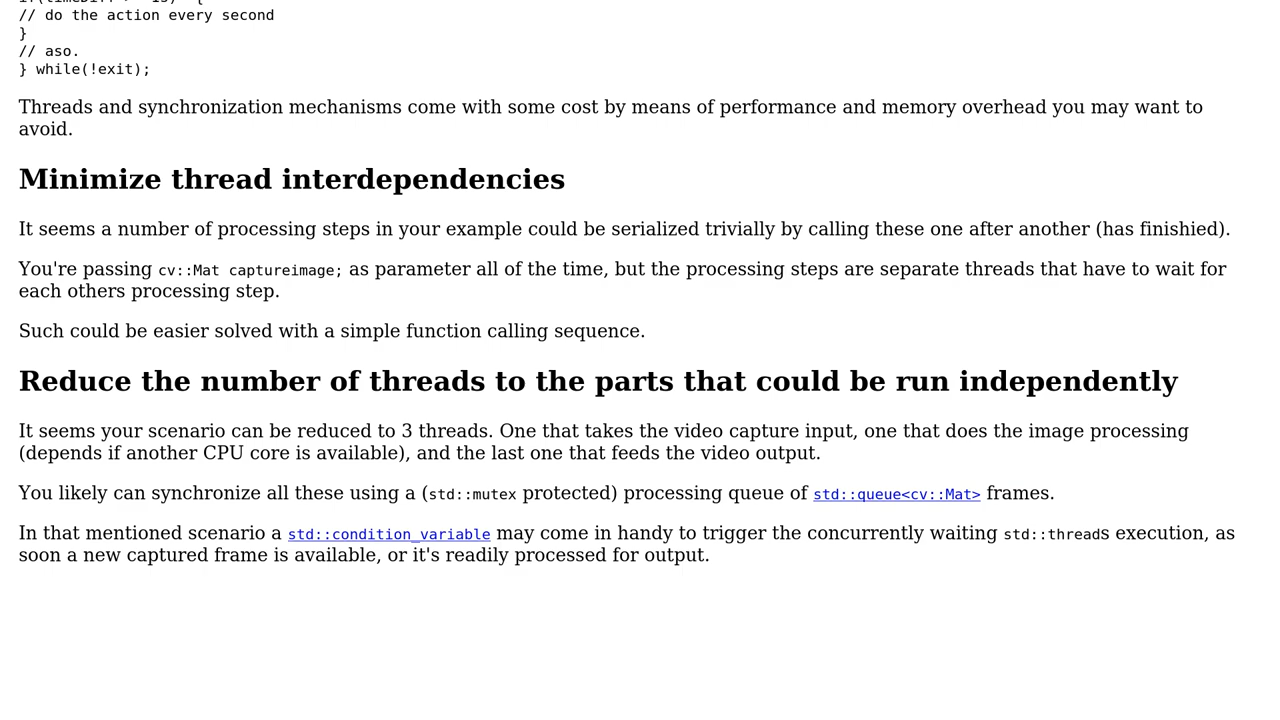 // do the action every second
}
// aso.
} while(!exit);
Threads and synchronization mechanisms come with some cost by means of performance and memory overhead you may want to
avoid.
Minimize thread interdependencies
It seems a number of processing steps in your example could be serialized trivially by calling these one after another (has finishied).
You're passing cv::Mat captureimage; as parameter all of the time, but the processing steps are separate threads that have to wait for
each others processing step.
Such could be easier solved with a simple function calling sequence.
Reduce the number of threads to the parts that could be run independently
It seems your scenario can be reduced to 3 threads. One that takes the video capture input, one that does the image processing
(depends if another CPU core is available), and the last one that feeds the video output.
You likely can synchronize all these using a (std::mutex protected) processing queue of std::queue<cv::Mat> frames.
In that mentioned scenario a std::condition_variable may come in handy to trigger the concurrently waiting std::threads execution, as
soon a new captured frame is available, or it's readily processed for output.